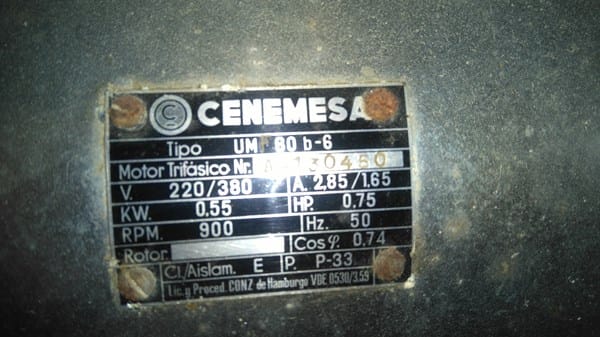 C CENEMESA
Tipo UM 80 b-6
Motor Trifásico Nr. A-130460
V. 220/380 A. 2,85/1.65
KW. 0.55 HP. 0,75
RPM. 900 Hz. 50
Rotor Cos φ. 0,74
Cl./Aislam. E P. P-33
Lic. y Proced. CONZ de Hamburgo VDE 0530/3.59